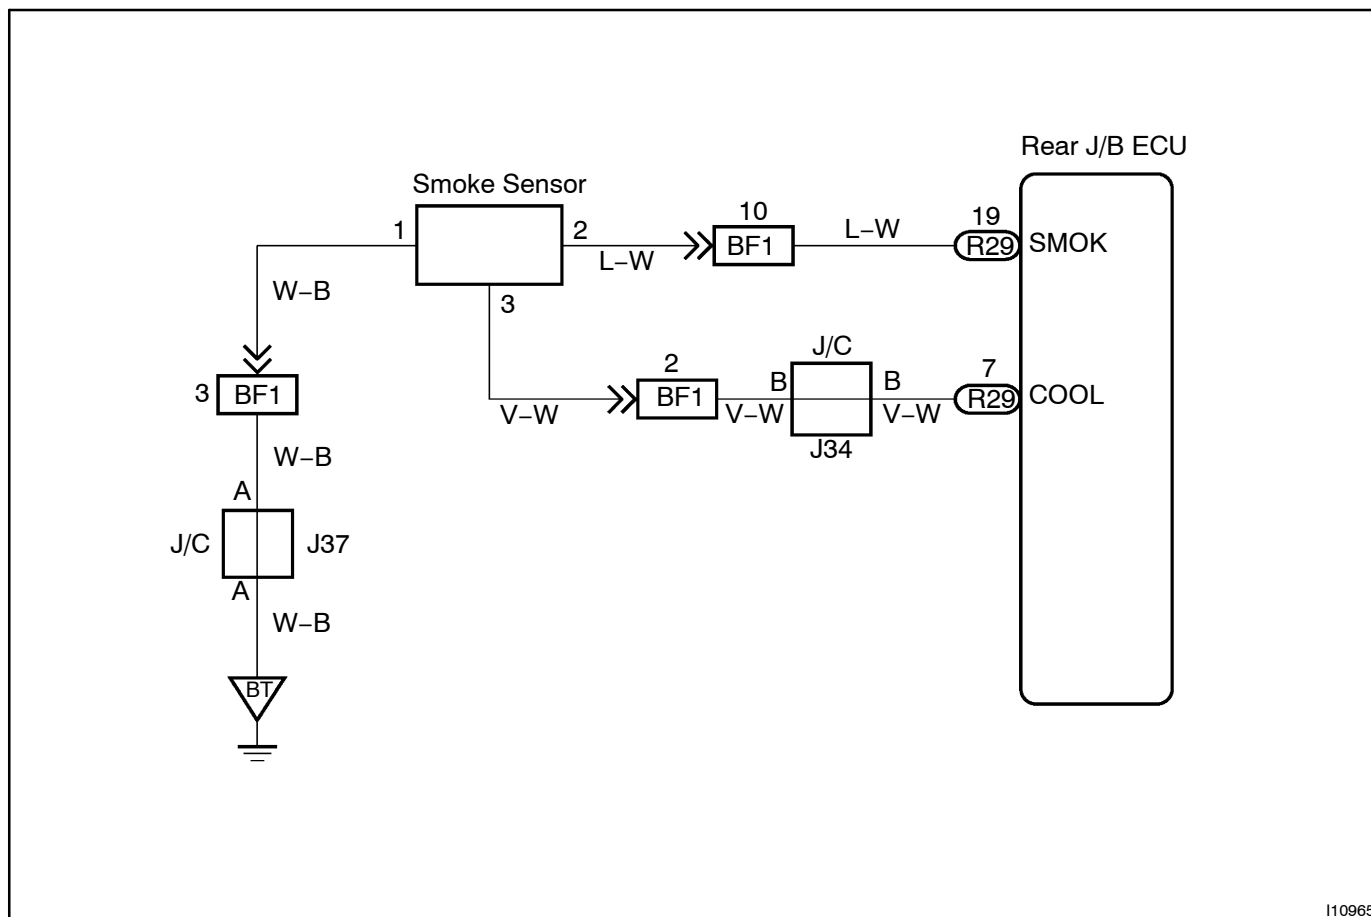 Rear J/B ECU
Smoke Sensor
1
2
10
19
BF1
L–W
L–W
R29
SMOK
W–B
3
J/C
2
7
3
BF1
BF1
B
B
R29
COOL
V–W
V–W
V–W
J34
W–B
A
J/C
J37
A
W–B
BT
I10965